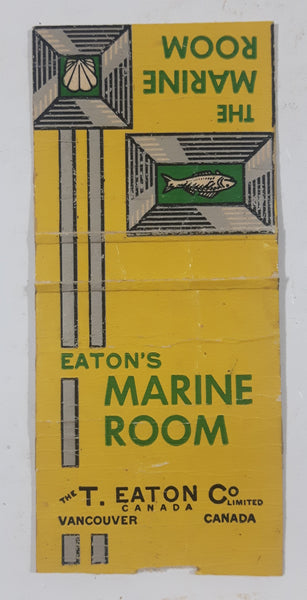 THE
MARINE
ROOM
EATON'S
MARINE
ROOM
THE T. EATON CO LIMITED
CANADA
VANCOUVER CANADA